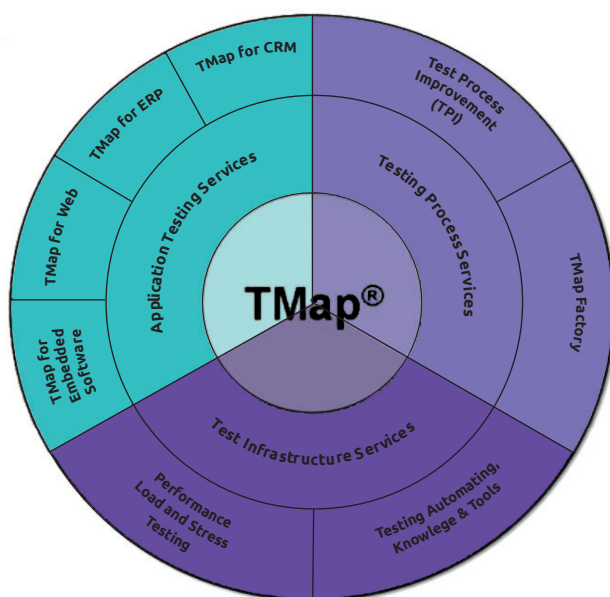 TMap for CRM
TMap for ERP
TMap for Web
TMap for
Embedded
Software
Application Testing Services
Test Process
Improvement
(TPI)
TMap Factory
Testing Process Services
TMap®
Test Infrastructure Services
Performance
Load and Stress
Testing
Testing Automating,
Knowlege & Tools